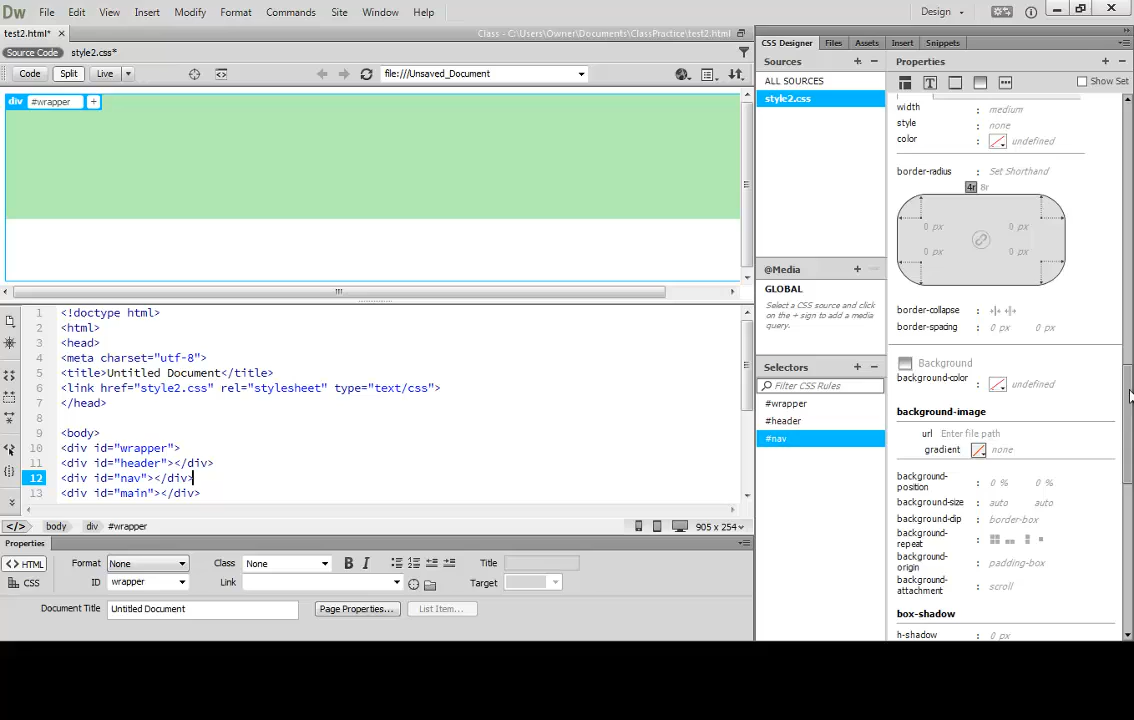 Dw File Edit View Insert Modify Format Commands Site Window Help Design
test2.html* Class - C:\Users\Owner\Documents\ClassPractice\test2.html
Source Code style2.css*
Code Split Live file:///Unsaved_Document
div #wrapper +
1 <!doctype html>
2 <html>
3 <head>
4 <meta charset="utf-8">
5 <title>Untitled Document</title>
6 <link href="style2.css" rel="stylesheet" type="text/css">
7 </head>
8
9 <body>
10 <div id="wrapper">
11 <div id="header"></div>
12 <div id="nav"></div>
13 <div id="main"></div>
</> body div #wrapper 905 x 254
Properties
<> HTML Format None Class None B I Title
CSS ID wrapper Link Target
Document Title Untitled Document Page Properties... List Item...
CSS Designer Files Assets Insert Snippets
Sources + −
ALL SOURCES
style2.css
@Media +
GLOBAL
Select a CSS source and click
on the + sign to add a media
query.
Selectors + −
Filter CSS Rules
#wrapper
#header
#nav
Properties + −
Show Set
width : medium
style : none
color : undefined
border-radius : Set Shorthand
4r 8r
0 px 0 px
0 px 0 px
border-collapse :
border-spacing : 0 px 0 px
Background
background-color : undefined
background-image
url Enter file path
gradient : none
background-position : 0 % 0 %
background-size : auto auto
background-clip : border-box
background-repeat :
background-origin : padding-box
background-attachment : scroll
box-shadow
h-shadow : 0 px